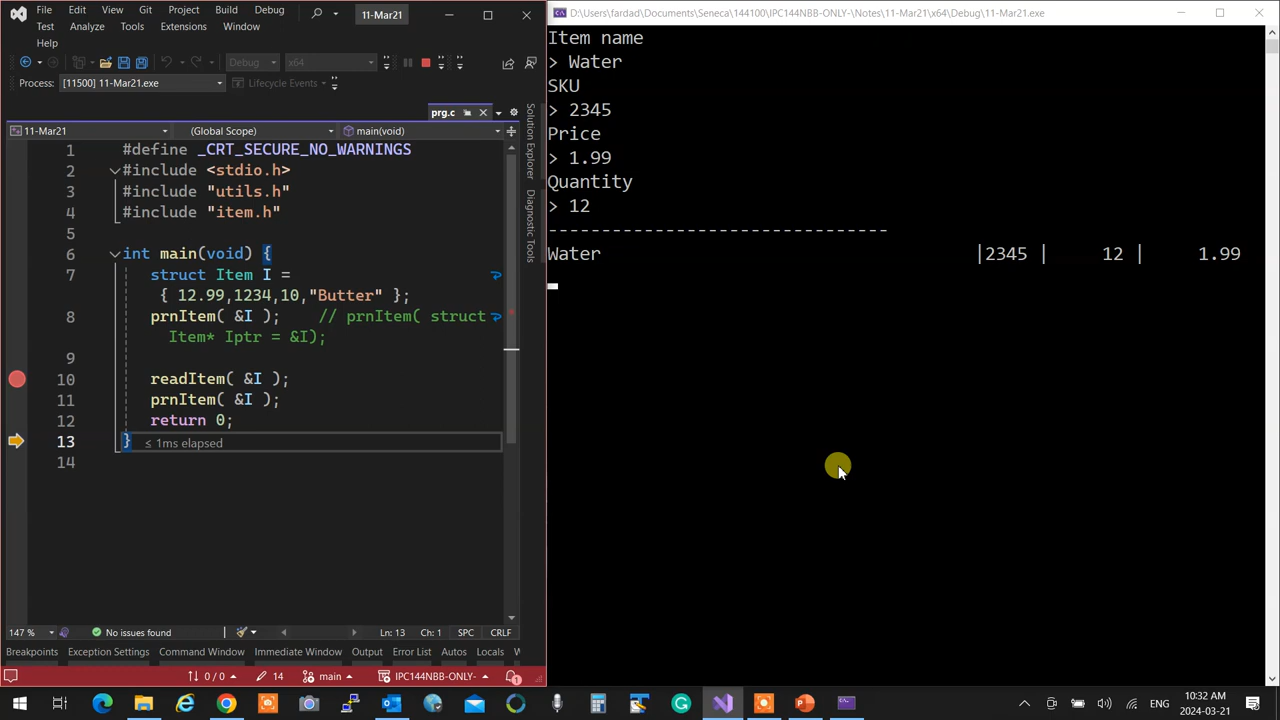 File Edit View Git Project Build Debug
Test Analyze Tools Extensions Window
Help
11-Mar21
Debug x64
Process: [11500] 11-Mar21.exe Lifecycle Events
prg.c
11-Mar21 (Global Scope) main(void)
1 #define _CRT_SECURE_NO_WARNINGS
2 #include <stdio.h>
3 #include "utils.h"
4 #include "item.h"
5
6 int main(void) {
7 struct Item I =
{ 12.99,1234,10,"Butter" };
8 prnItem( &I ); // prnItem( struct
Item* Iptr = &I);
9
10 readItem( &I );
11 prnItem( &I );
12 return 0;
13 } ≤ 1ms elapsed
14
Solution Explorer
Diagnostic Tools
147 % No issues found Ln: 13 Ch: 1 SPC CRLF
Breakpoints Exception Settings Command Window Immediate Window Output Error List Autos Locals W
0 / 0 14 main IPC144NBB-ONLY- 1
D:\Users\fardad\Documents\Seneca\144100\IPC144NBB-ONLY-\Notes\11-Mar21\x64\Debug\11-Mar21.exe
Item name
> Water
SKU
> 2345
Price
> 1.99
Quantity
> 12
--------------------------------
Water |2345 | 12 | 1.99
ENG
10:32 AM
2024-03-21